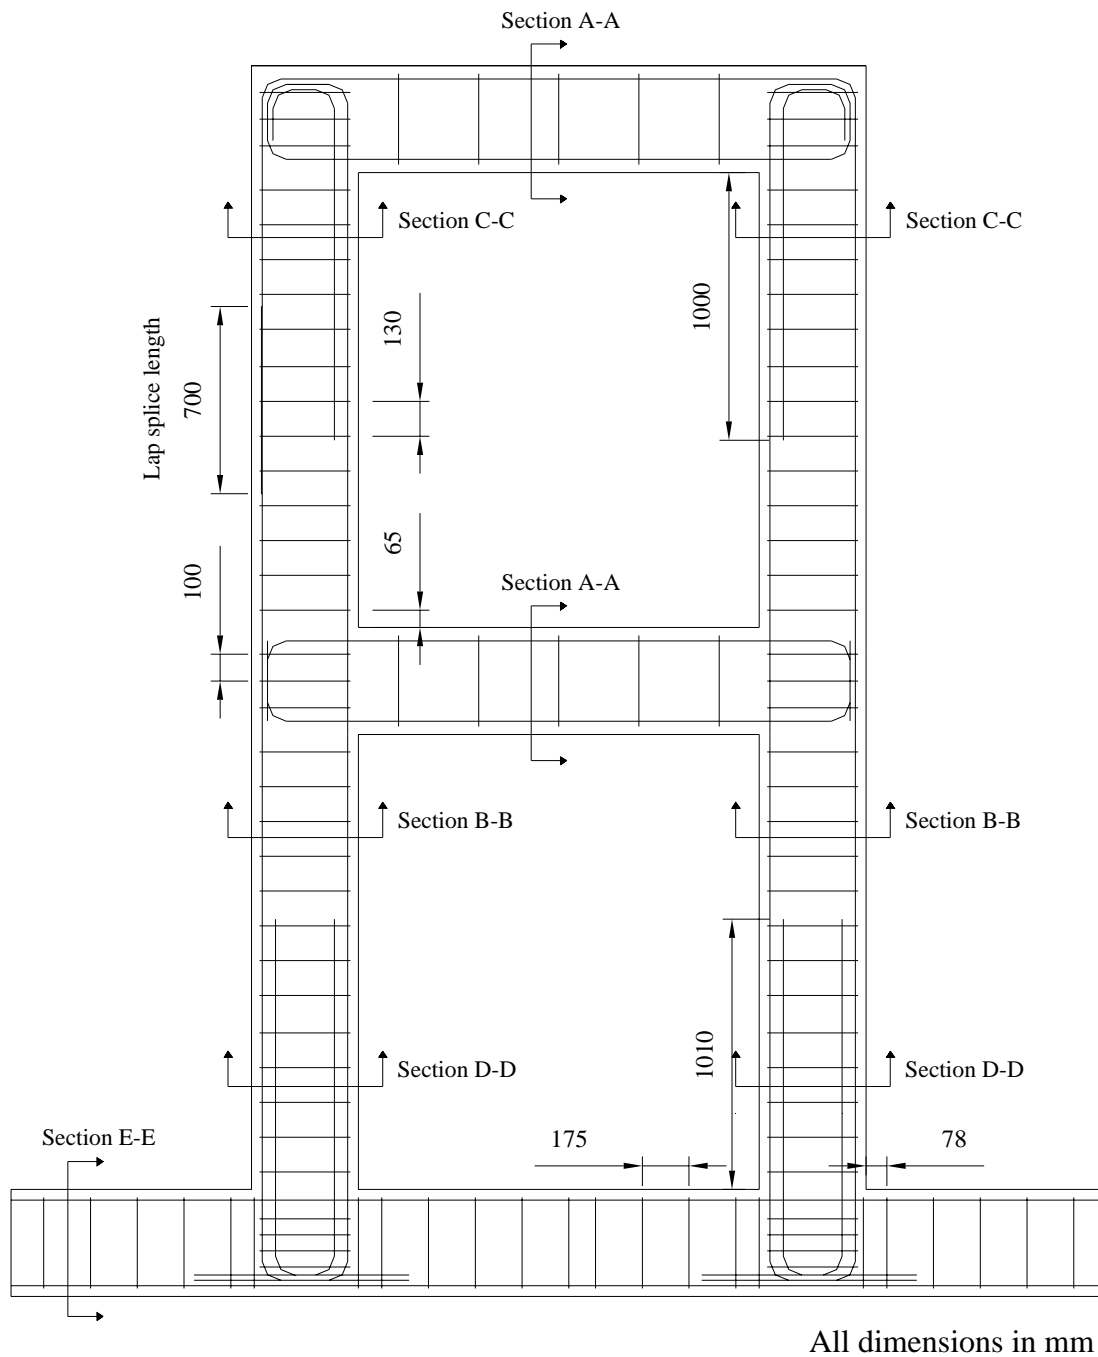 Section A-A
Section C-C
Section C-C
1000
130
Lap splice length
700
65
100
Section A-A
Section B-B
Section B-B
1010
Section D-D
Section D-D
Section E-E
175
78
All dimensions in mm